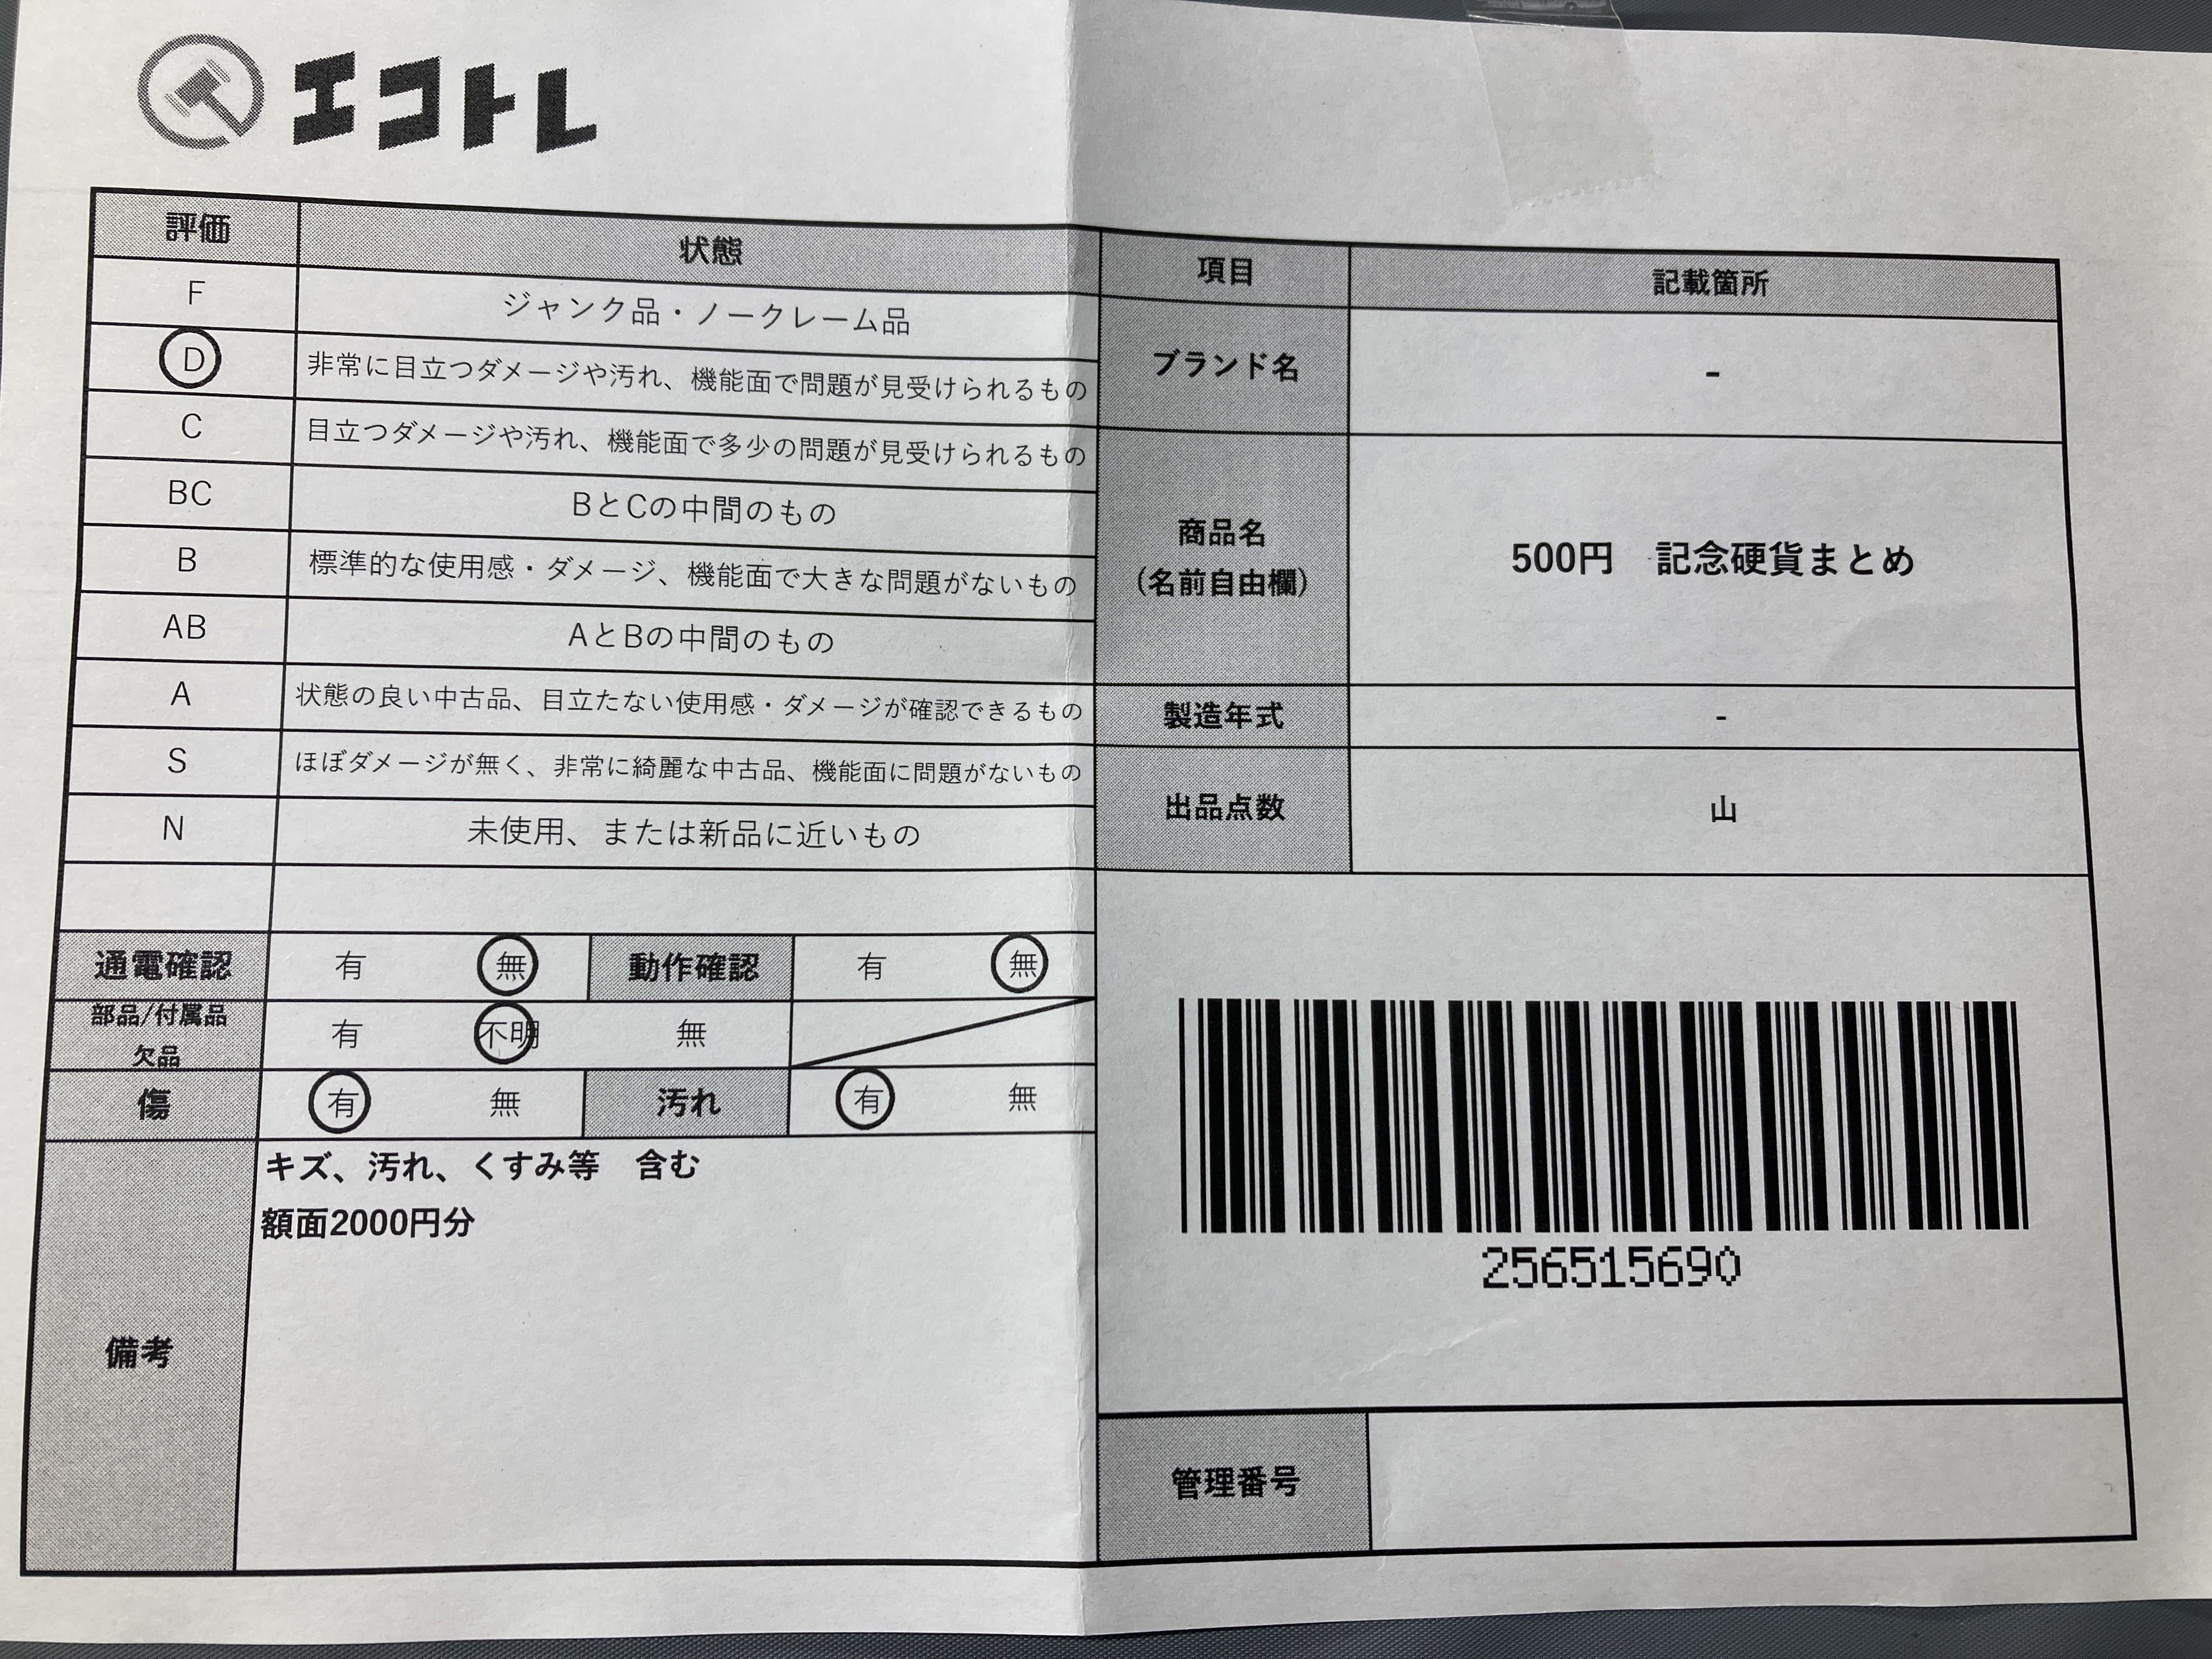 エコトレ
評価 状態
F ジャンク品・ノークレーム品
D 非常に目立つダメージや汚れ、機能面で問題が見受けられるもの
C 目立つダメージや汚れ、機能面で多少の問題が見受けられるもの
BC BとCの中間のもの
B 標準的な使用感・ダメージ、機能面で大きな問題がないもの
AB AとBの中間のもの
A 状態の良い中古品、目立たない使用感・ダメージが確認できるもの
S ほぼダメージが無く、非常に綺麗な中古品、機能面に問題がないもの
N 未使用、または新品に近いもの
通電確認 有 無 動作確認 有 無
部品/付属品
欠品 有 不明 無
傷 有 無 汚れ 有 無
備考
キズ、汚れ、くすみ等　含む
額面2000円分
項目 記載箇所
ブランド名 -
商品名
（名前自由欄）
500円　記念硬貨まとめ
製造年式 -
出品点数 山
256515690
管理番号